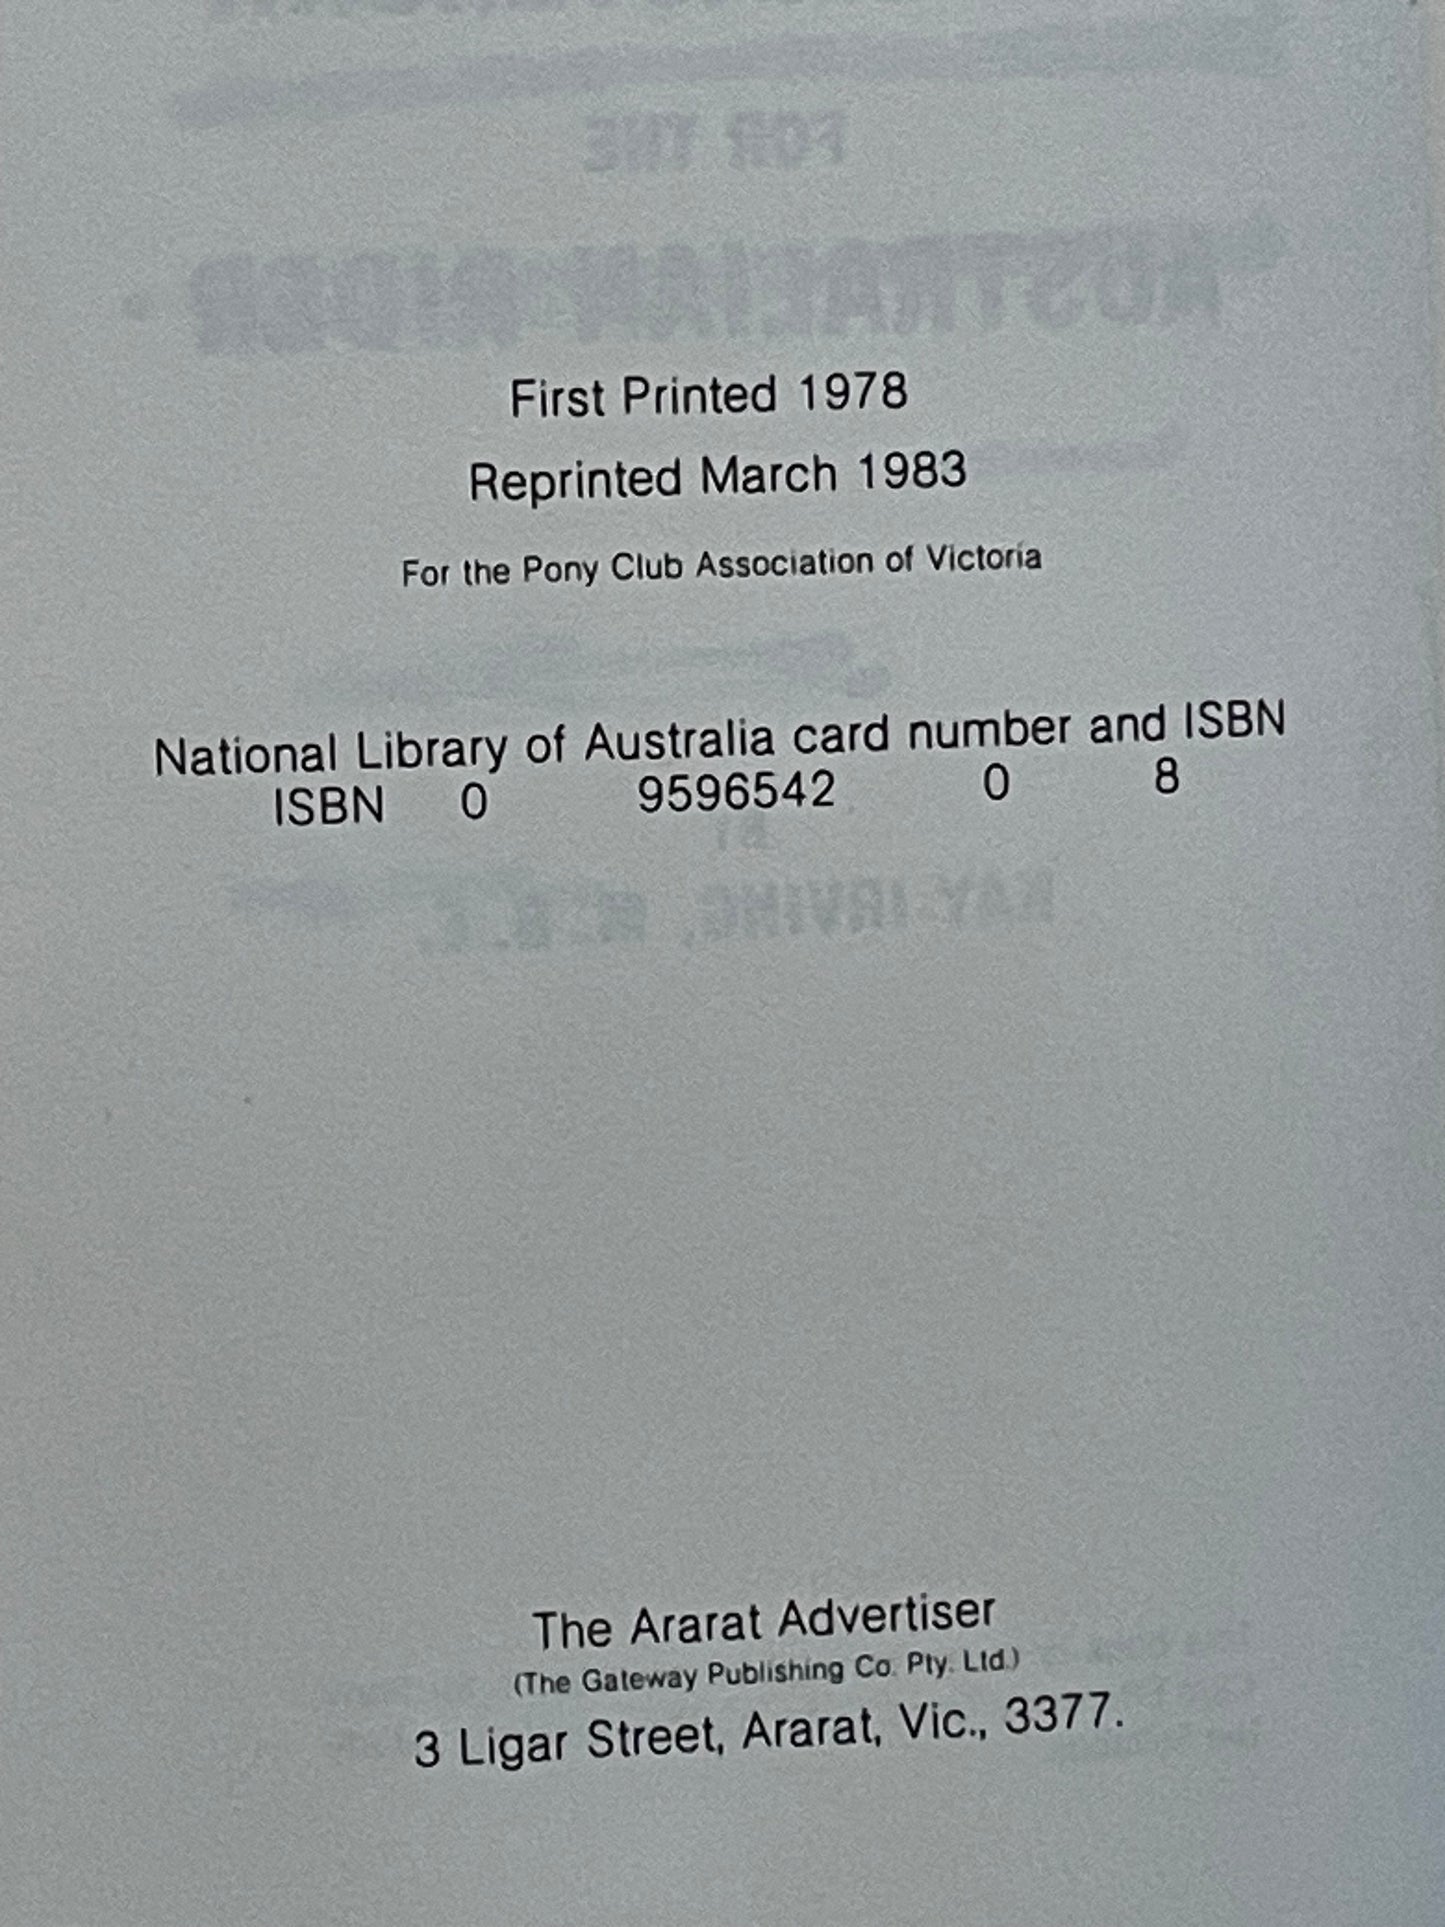 First Printed 1978
Reprinted March 1983
For the Pony Club Association of Victoria
National Library of Australia card number and ISBN
ISBN 0 9596542 0 8
The Ararat Advertiser
(The Gateway Publishing Co. Pty. Ltd.)
3 Ligar Street, Ararat, Vic., 3377.